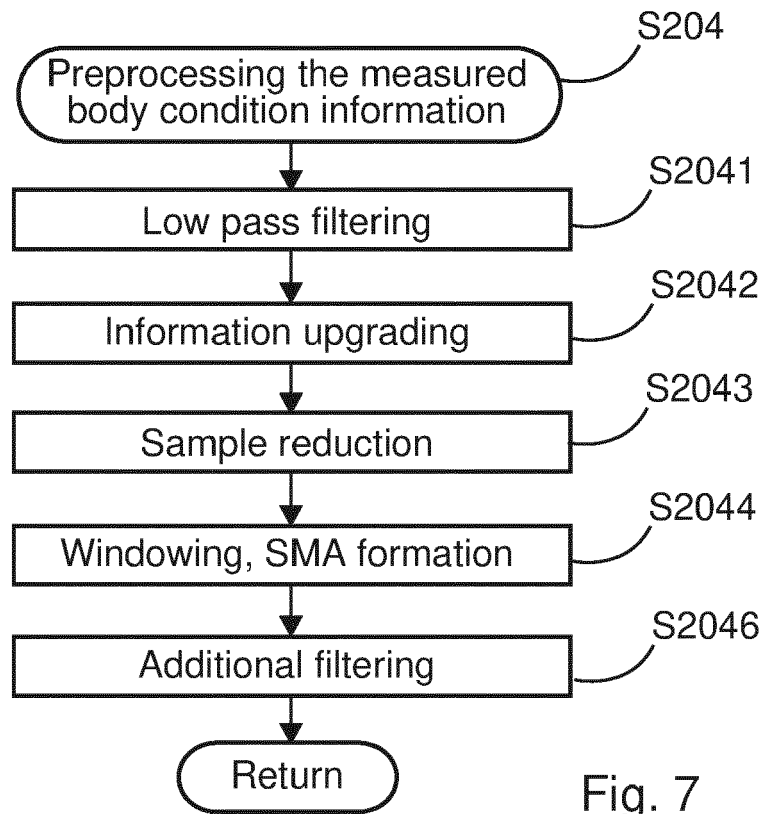 S204
Preprocessing the measured
body condition information
S2041
Low pass filtering
S2042
Information upgrading
S2043
Sample reduction
S2044
Windowing, SMA formation
S2046
Additional filtering
Return
Fig. 7